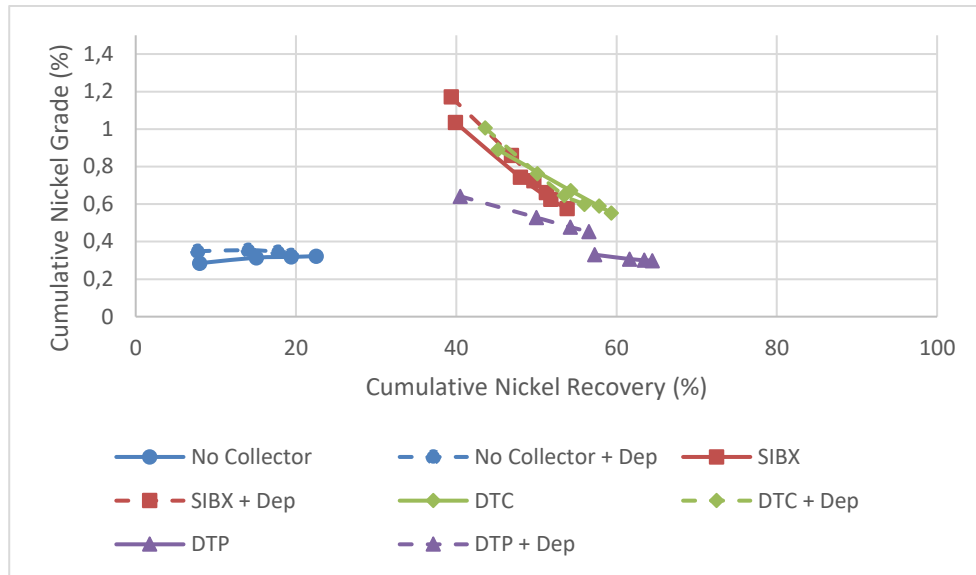 Cumulative Nickel Grade (%)
1,4
1,2
1
0,8
0,6
0,4
0,2
0
0 20 40 60 80 100
Cumulative Nickel Recovery (%)
No Collector No Collector + Dep SIBX
SIBX + Dep DTC DTC + Dep
DTP DTP + Dep